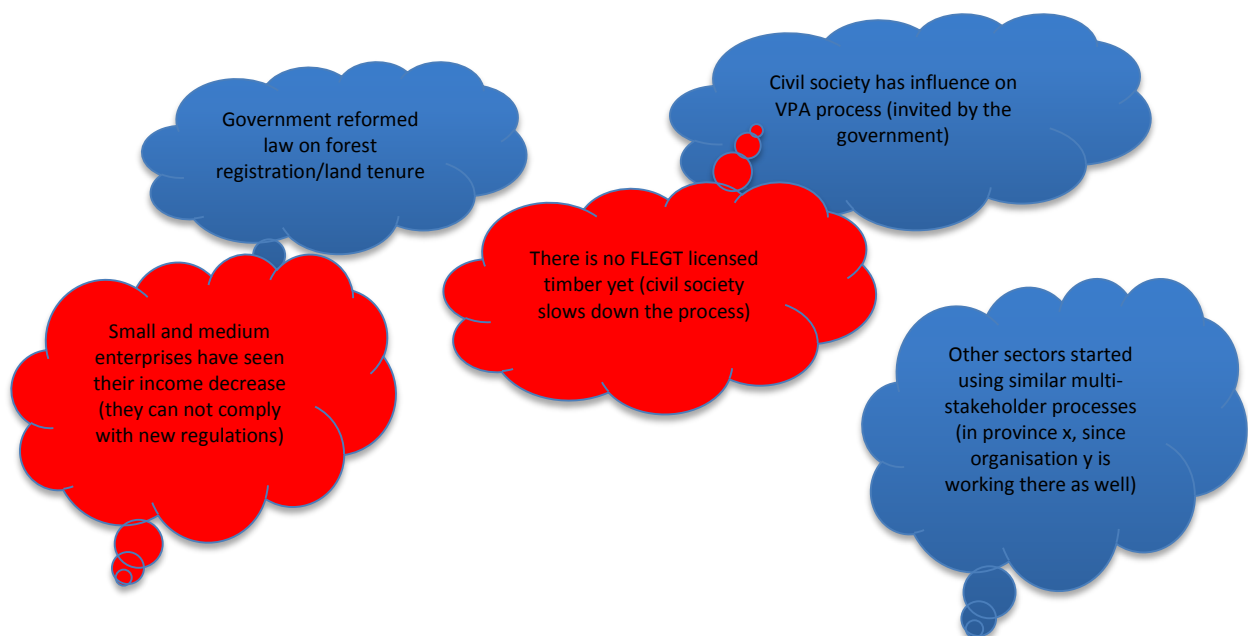 Government reformed
law on forest
registration/land tenure
Civil society has influence on
VPA process (invited by the
government)
There is no FLEGT licensed
timber yet (civil society
slows down the process)
Small and medium
enterprises have seen
their income decrease
(they can not comply
with new regulations)
Other sectors started
using similar multi-
stakeholder processes
(in province x, since
organisation y is
working there as well)